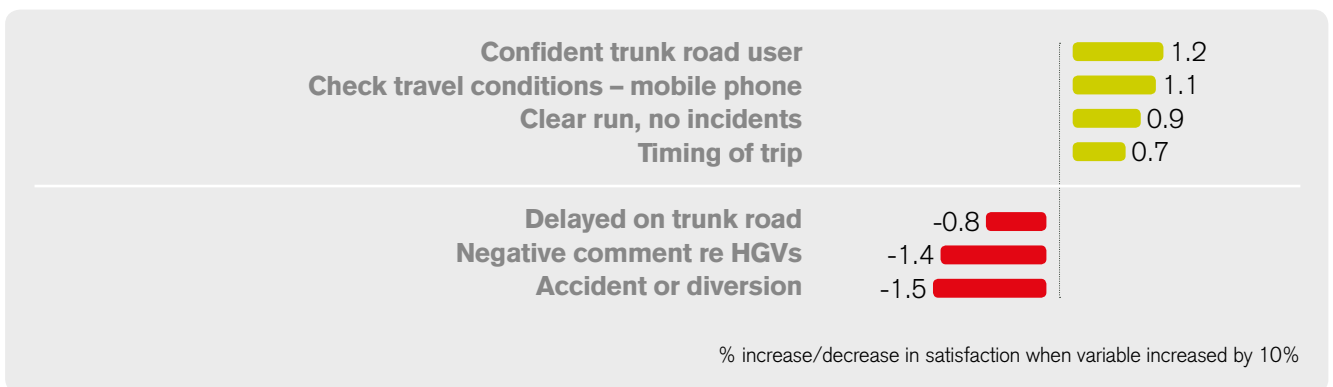 Confident trunk road user 1.2
Check travel conditions – mobile phone 1.1
Clear run, no incidents 0.9
Timing of trip 0.7
Delayed on trunk road -0.8
Negative comment re HGVs -1.4
Accident or diversion -1.5
% increase/decrease in satisfaction when variable increased by 10%